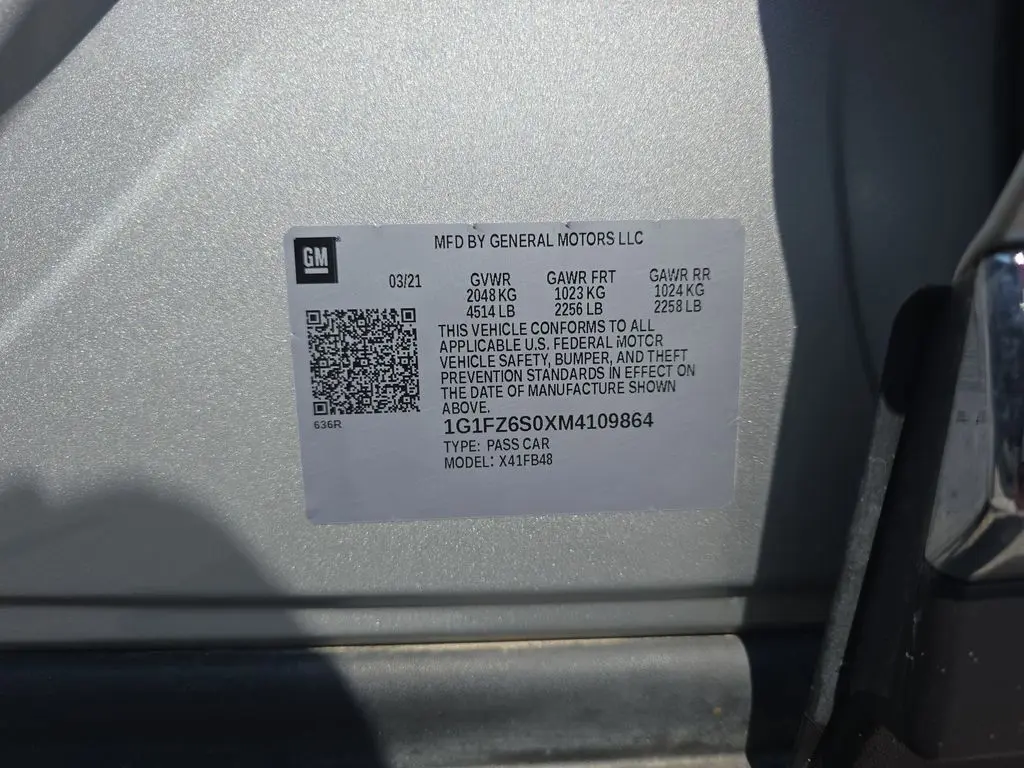 GM
MFD BY GENERAL MOTORS LLC
03/21 GVWR GAWR FRT GAWR RR
2048 KG 1023 KG 1024 KG
4514 LB 2256 LB 2258 LB
THIS VEHICLE CONFORMS TO ALL
APPLICABLE U.S. FEDERAL MOTOR
VEHICLE SAFETY, BUMPER, AND THEFT
PREVENTION STANDARDS IN EFFECT ON
THE DATE OF MANUFACTURE SHOWN
ABOVE.
636R
1G1FZ6S0XM4109864
TYPE: PASS CAR
MODEL: X41FB48